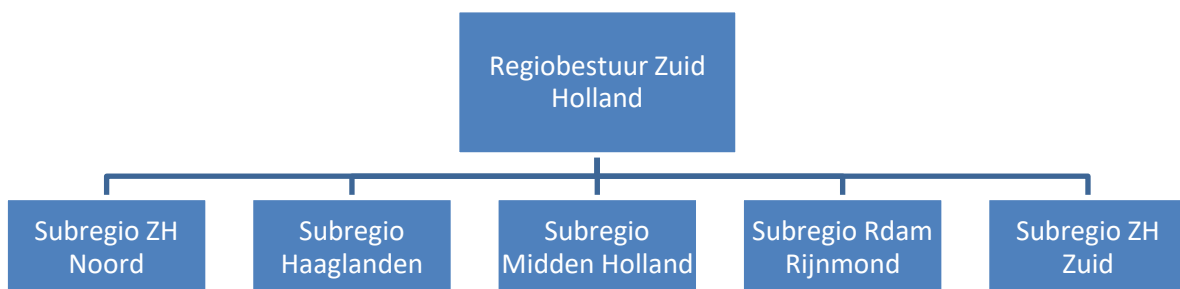 Regiobestuur Zuid
Holland
Subregio ZH
Noord
Subregio
Haaglanden
Subregio
Midden Holland
Subregio Rdam
Rijnmond
Subregio ZH
Zuid